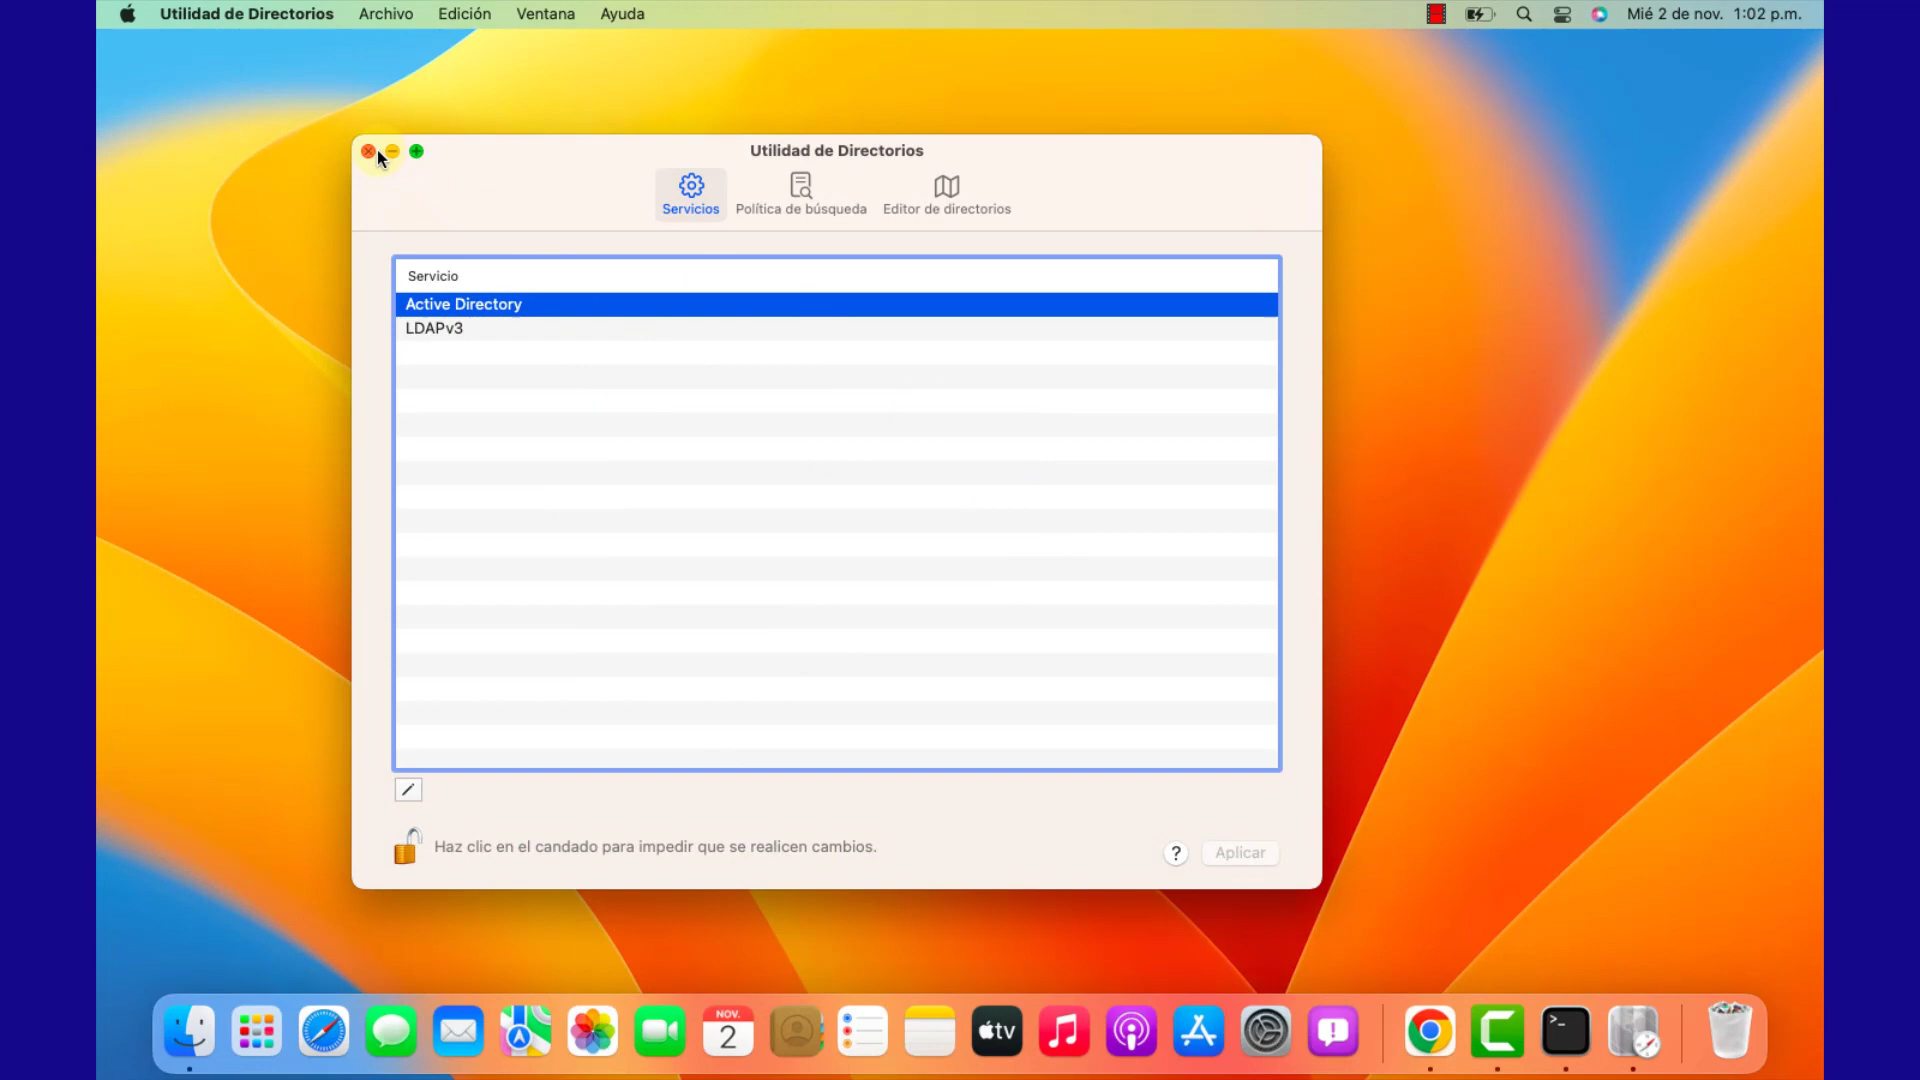 Utilidad de Directorios Archivo Edición Ventana Ayuda Mié 2 de nov. 1:02 p.m.
Utilidad de Directorios
Servicios Política de búsqueda Editor de directorios
Servicio
Active Directory
LDAPv3
Haz clic en el candado para impedir que se realicen cambios.
? Aplicar
NOV.
2
tv
>_
!